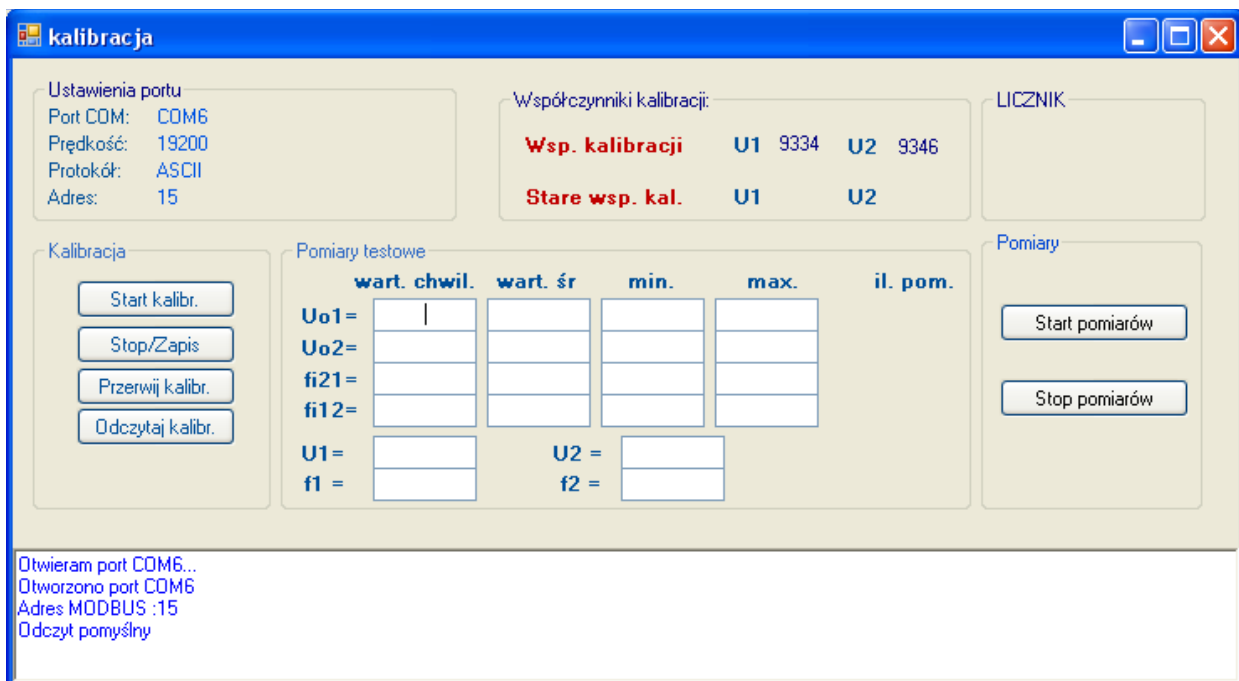 kalibracja
Ustawienia portu
Port COM: COM6
Prędkość: 19200
Protokół: ASCII
Adres: 15
Współczynniki kalibracji:
Wsp. kalibracji U1 9334 U2 9346
Stare wsp. kal. U1 U2
LICZNIK
Kalibracja
Start kalibr.
Stop/Zapis
Przerwij kalibr.
Odczytaj kalibr.
Pomiary testowe
wart. chwil. wart. śr min. max. il. pom.
Uo1=
Uo2=
fi21=
fi12=
U1= U2 =
f1 = f2 =
Pomiary
Start pomiarów
Stop pomiarów
Otwieram port COM6...
Otworzono port COM6
Adres MODBUS :15
Odczyt pomyślny